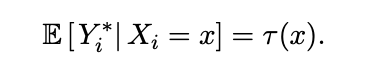 𝔼 [Y_i^* | X_i = x] = τ(x).